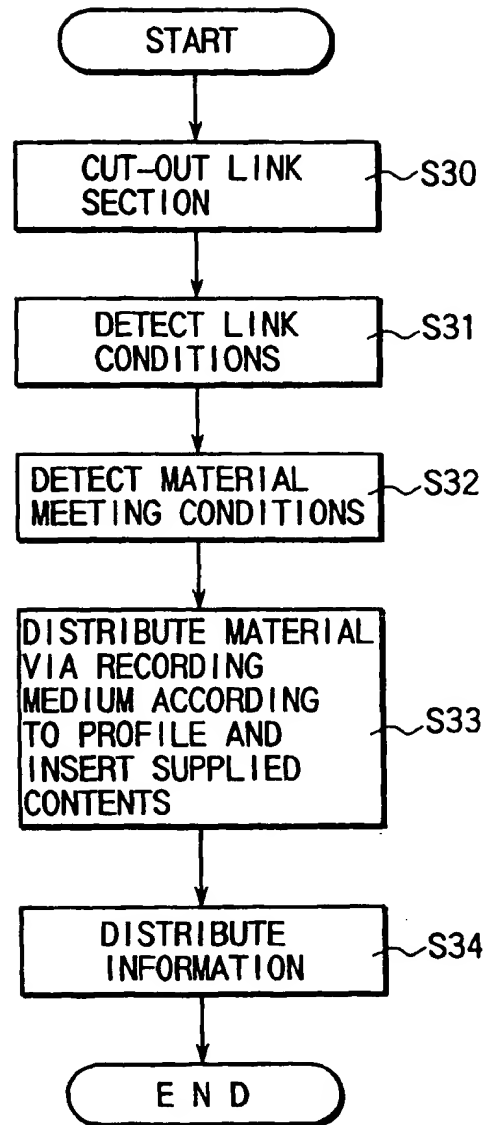 START
CUT-OUT LINK
SECTION
S30
DETECT LINK
CONDITIONS
S31
DETECT MATERIAL
MEETING CONDITIONS
S32
DISTRIBUTE MATERIAL
VIA RECORDING
MEDIUM ACCORDING
TO PROFILE AND
INSERT SUPPLIED
CONTENTS
S33
DISTRIBUTE
INFORMATION
S34
END